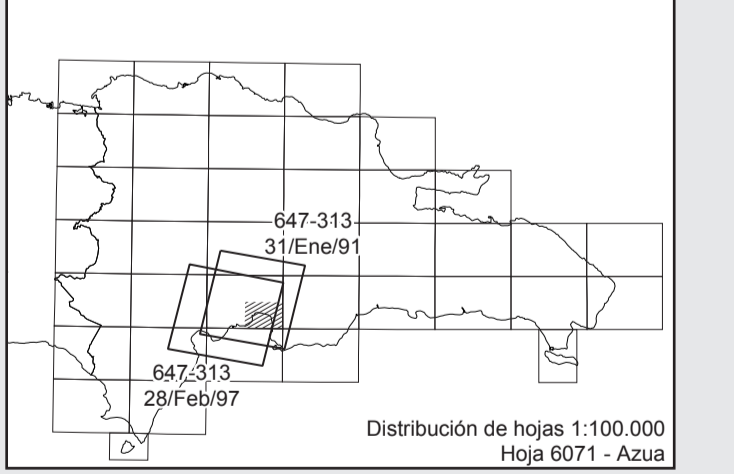 647-313
31/Ene/91
647-313
28/Feb/97
Distribución de hojas 1:100.000
Hoja 6071 - Azua